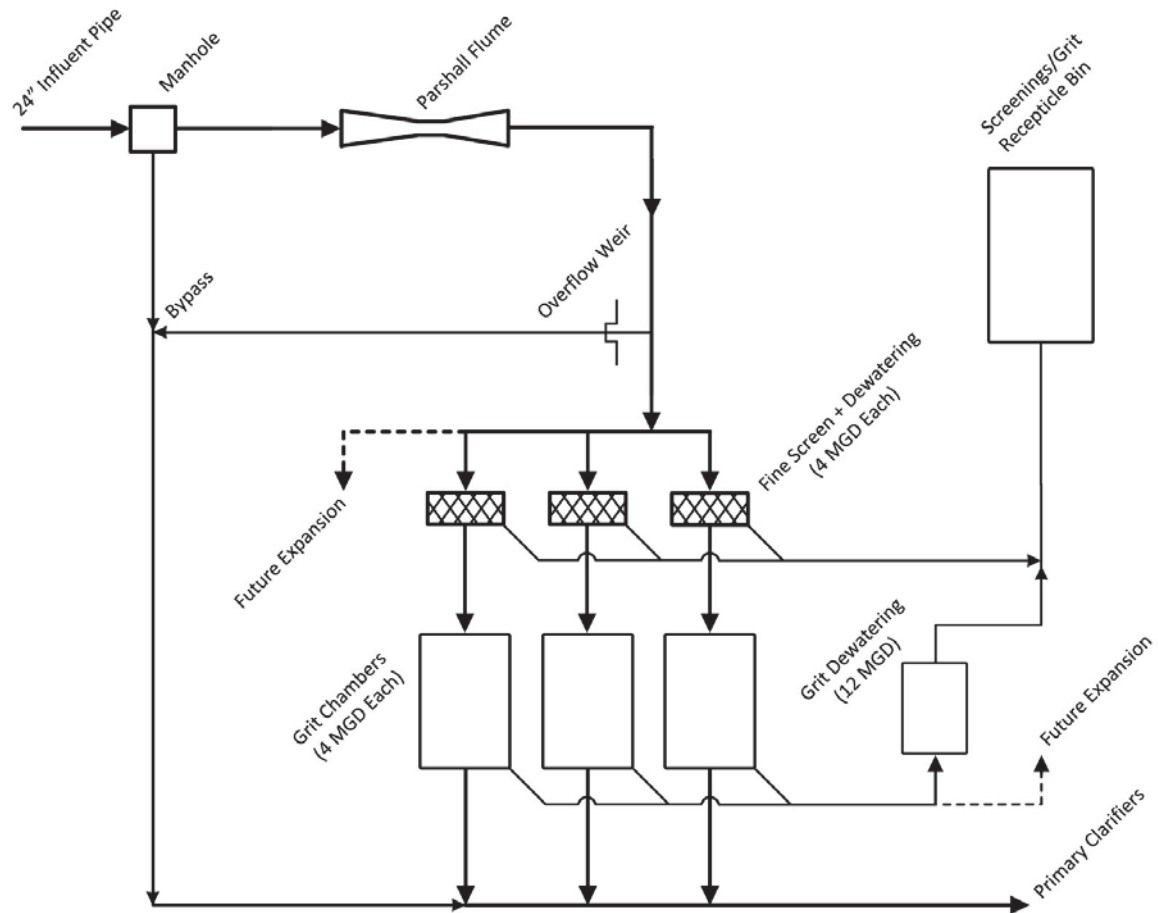 24” Influent Pipe
Manhole
Parshall Flume
Screenings/Grit
Recepticle Bin
Bypass
Overflow Weir
Fine Screen + Dewatering
(4 MGD Each)
Future Expansion
Grit Chambers
(4 MGD Each)
Grit Dewatering
(12 MGD)
Future Expansion
Primary Clarifiers